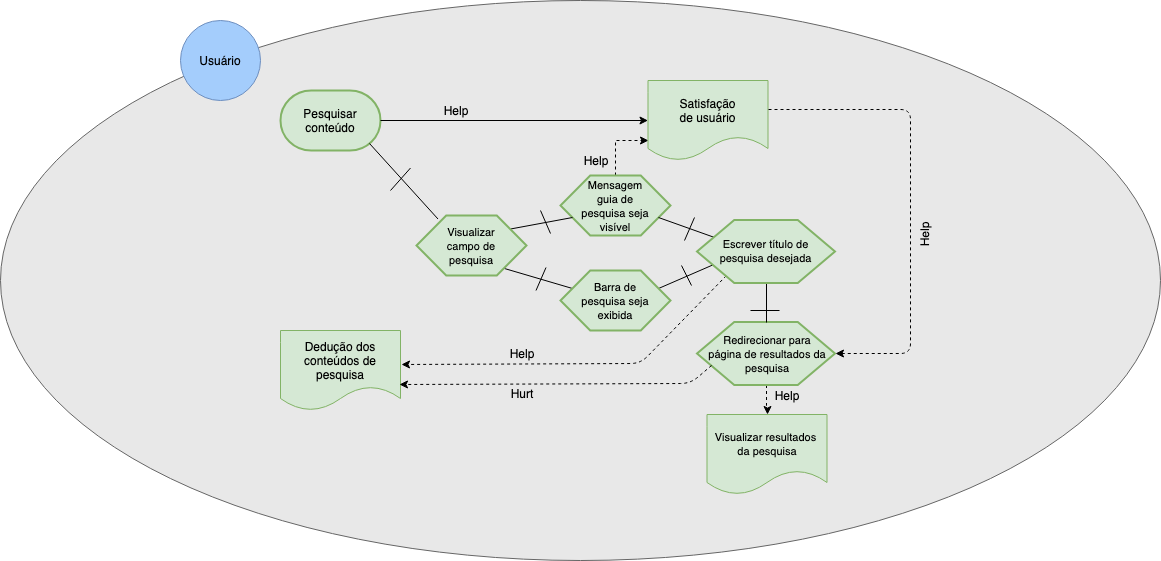 Usuário
Pesquisar
conteúdo
Help
Satisfação
de usuário
Help
Mensagem
guia de
pesquisa seja
visível
Visualizar
campo de
pesquisa
Escrever título de
pesquisa desejada
Help
Barra de
pesquisa seja
exibida
Dedução dos
conteúdos de
pesquisa
Help
Hurt
Redirecionar para
página de resultados da
pesquisa
Help
Visualizar resultados
da pesquisa